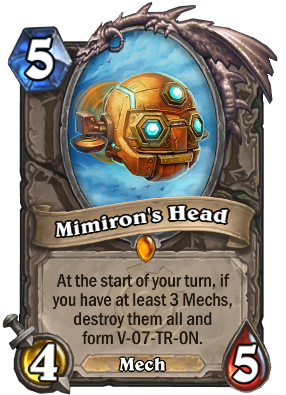 5
Mimiron's Head
At the start of your turn, if
you have at least 3 Mechs,
destroy them all and
form V-07-TR-0N.
Mech
4
5